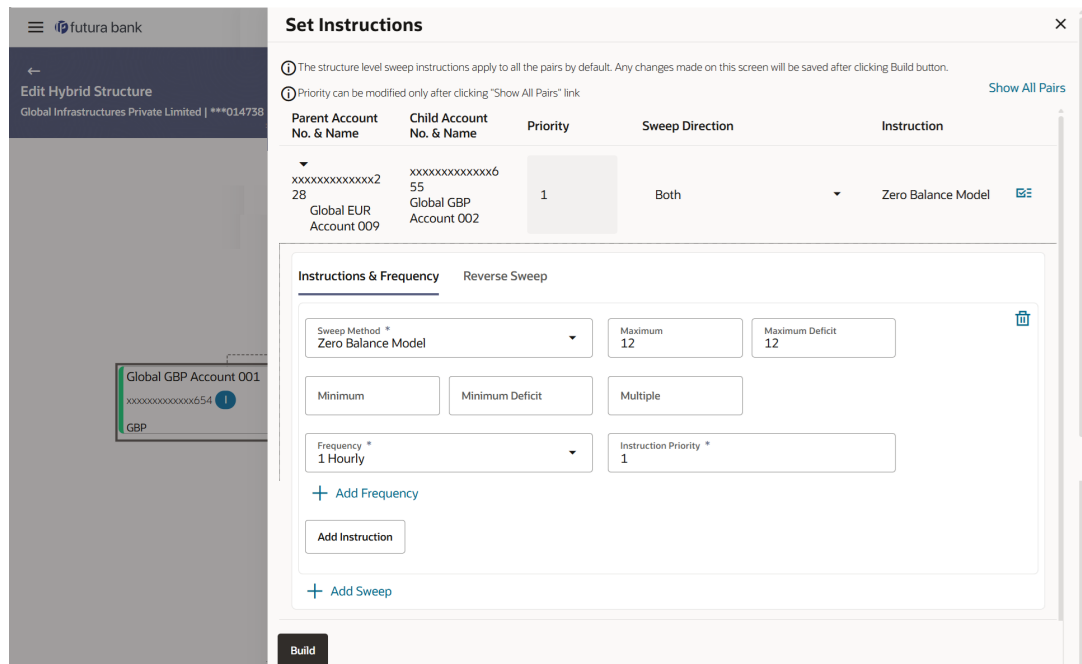 futura bank
Edit Hybrid Structure
Global Infrastructures Private Limited | ***014738
Global GBP Account 001
xxxxxxxxxxxxx654 I
GBP
Set Instructions
The structure level sweep instructions apply to all the pairs by default. Any changes made on this screen will be saved after clicking Build button.
Priority can be modified only after clicking "Show All Pairs" link
Show All Pairs
Parent Account No. & Name
Child Account No. & Name
Priority
Sweep Direction
Instruction
xxxxxxxxxxxxx2
28
Global EUR
Account 009
xxxxxxxxxxxxx6
55
Global GBP
Account 002
1
Both
Zero Balance Model
Instructions & Frequency
Reverse Sweep
Sweep Method *
Zero Balance Model
Maximum
12
Maximum Deficit
12
Minimum
Minimum Deficit
Multiple
Frequency *
1 Hourly
Instruction Priority *
1
+ Add Frequency
Add Instruction
+ Add Sweep
Build